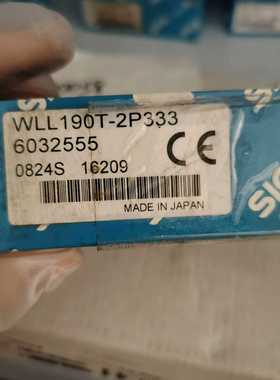 WLL190T-2P333
6032555
0824S 16209
CE
MADE IN JAPAN